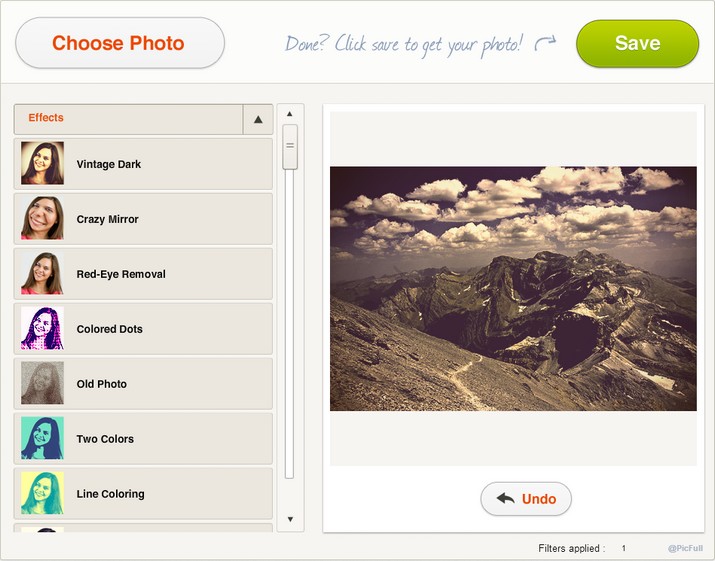 Choose Photo
Done? Click save to get your photo!
Save
Effects
Vintage Dark
Crazy Mirror
Red-Eye Removal
Colored Dots
Old Photo
Two Colors
Line Coloring
Undo
Filters applied : 1
@PicFull